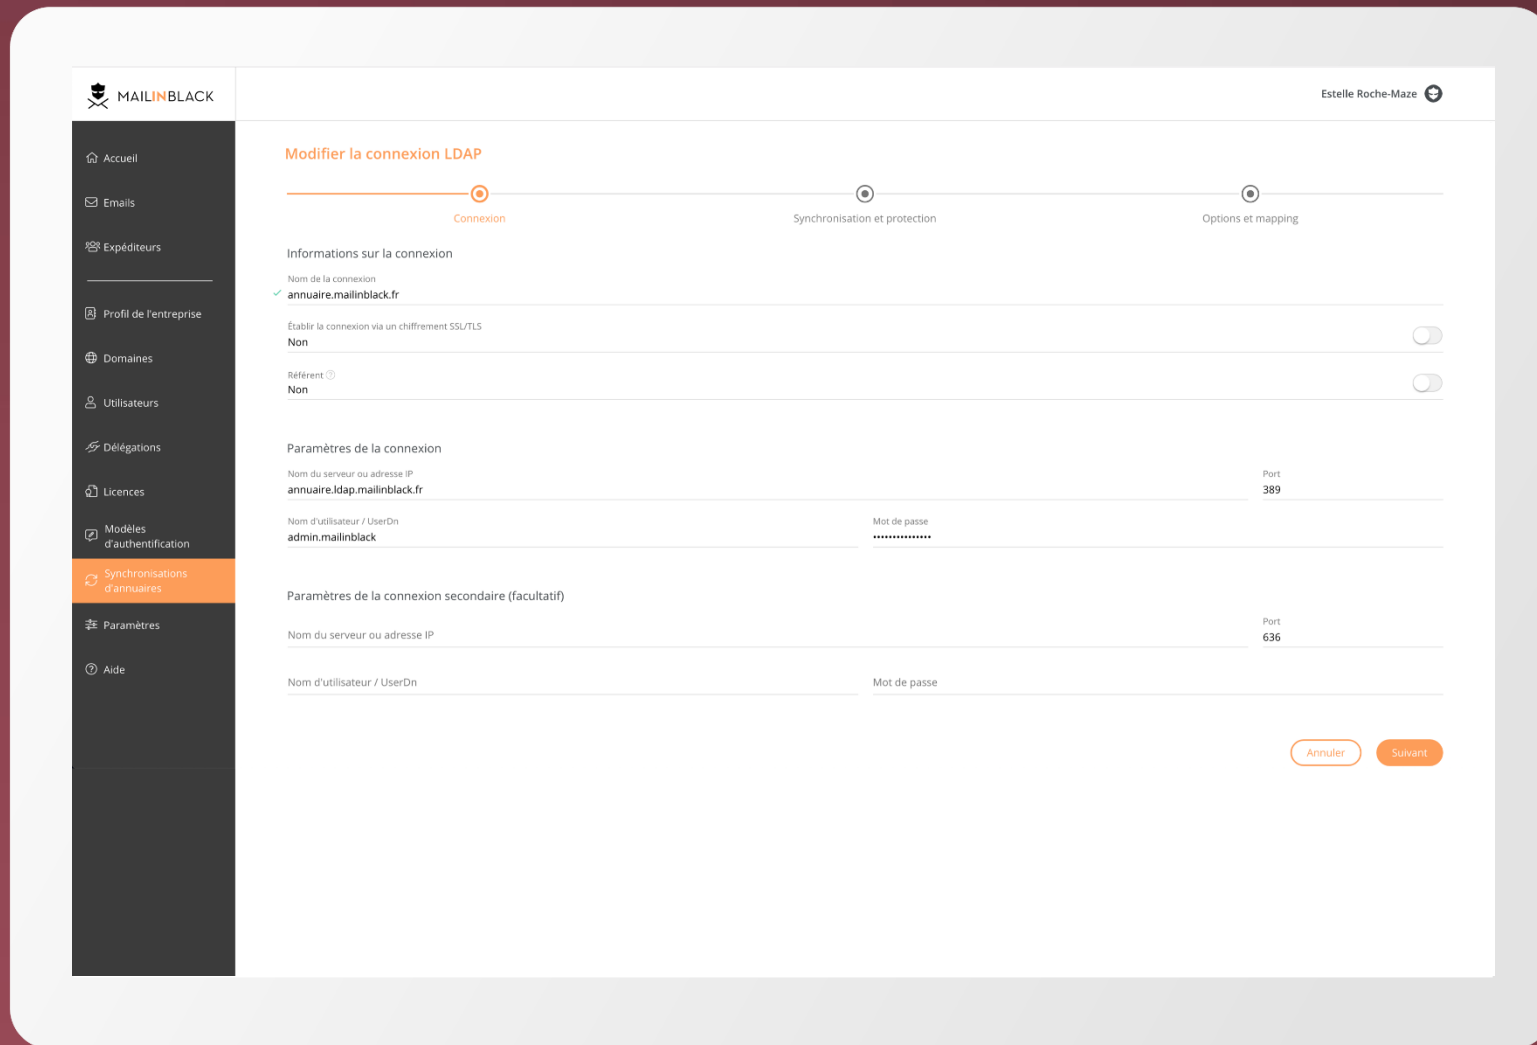 MAILINBLACK
Estelle Roche-Maze
Accueil
Emails
Expéditeurs
Profil de l'entreprise
Domaines
Utilisateurs
Délégations
Licences
Modèles
d'authentification
Synchronisations
d'annuaires
Paramètres
Aide
Modifier la connexion LDAP
Connexion
Synchronisation et protection
Options et mapping
Informations sur la connexion
Nom de la connexion
annuaire.mailinblack.fr
Établir la connexion via un chiffrement SSL/TLS
Non
Référent
Non
Paramètres de la connexion
Nom du serveur ou adresse IP
annuaire.ldap.mailinblack.fr
Port
389
Nom d'utilisateur / UserDn
admin.mailinblack
Mot de passe
•••••••••••••••
Paramètres de la connexion secondaire (facultatif)
Nom du serveur ou adresse IP
Port
636
Nom d'utilisateur / UserDn
Mot de passe
Annuler
Suivant